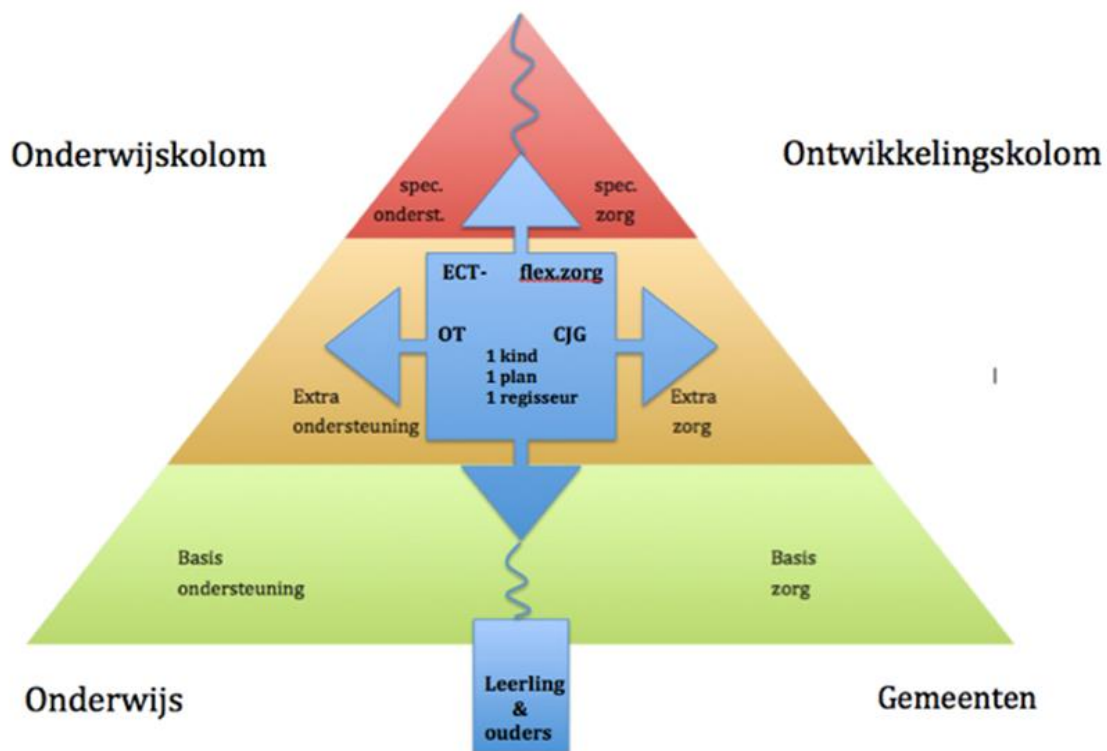 Onderwijskolom
Ontwikkelingskolom
spec.
onderst.
spec.
zorg
ECT- flex.zorg
OT CJG
1 kind
1 plan
1 regisseur
Extra
ondersteuning
Extra
zorg
Basis
ondersteuning
Basis
zorg
Leerling
&
ouders
Onderwijs
Gemeenten